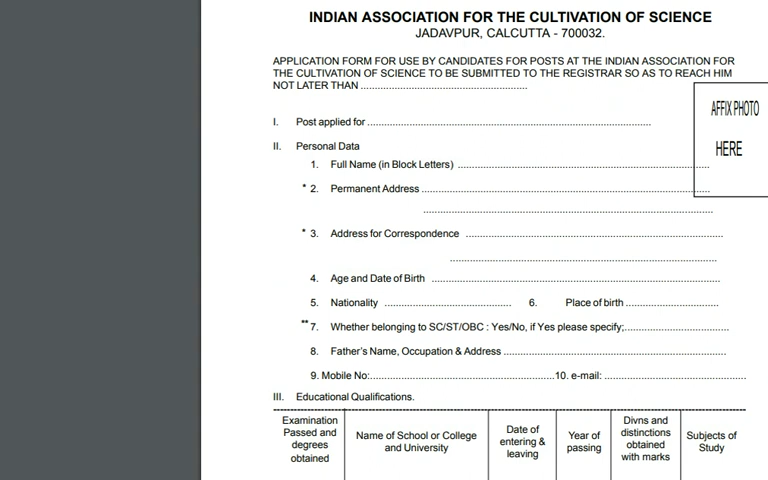 INDIAN ASSOCIATION FOR THE CULTIVATION OF SCIENCE
JADAVPUR, CALCUTTA - 700032.
APPLICATION FORM FOR USE BY CANDIDATES FOR POSTS AT THE INDIAN ASSOCIATION FOR
THE CULTIVATION OF SCIENCE TO BE SUBMITTED TO THE REGISTRAR SO AS TO REACH HIM
NOT LATER THAN ..........................................................
AFFIX PHOTO
HERE
I. Post applied for ....................................................................................................
II. Personal Data
1. Full Name (in Block Letters) ........................................................................................
* 2. Permanent Address .....................................................................................................
.....................................................................................................
* 3. Address for Correspondence ..........................................................................................
..............................................................................................
4. Age and Date of Birth .....................................................................................................
5. Nationality ............................................. 6. Place of birth .................................
** 7. Whether belonging to SC/ST/OBC : Yes/No, if Yes please specify;.....................................
8. Father's Name, Occupation & Address ..............................................................................
9. Mobile No:.................................................................10. e-mail: ..................................................
III. Educational Qualifications.
Examination Passed and degrees obtained
Name of School or College and University
Date of entering & leaving
Year of passing
Divns and distinctions obtained with marks
Subjects of Study